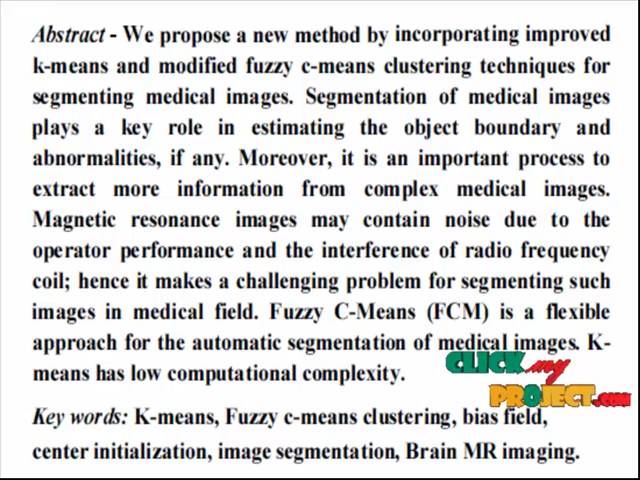 Abstract - We propose a new method by incorporating improved
k-means and modified fuzzy c-means clustering techniques for
segmenting medical images. Segmentation of medical images
plays a key role in estimating the object boundary and
abnormalities, if any. Moreover, it is an important process to
extract more information from complex medical images.
Magnetic resonance images may contain noise due to the
operator performance and the interference of radio frequency
coil; hence it makes a challenging problem for segmenting such
images in medical field. Fuzzy C-Means (FCM) is a flexible
approach for the automatic segmentation of medical images. K-
means has low computational complexity.
CLICK my
PROJECT.COM
Key words: K-means, Fuzzy c-means clustering, bias field,
center initialization, image segmentation, Brain MR imaging.